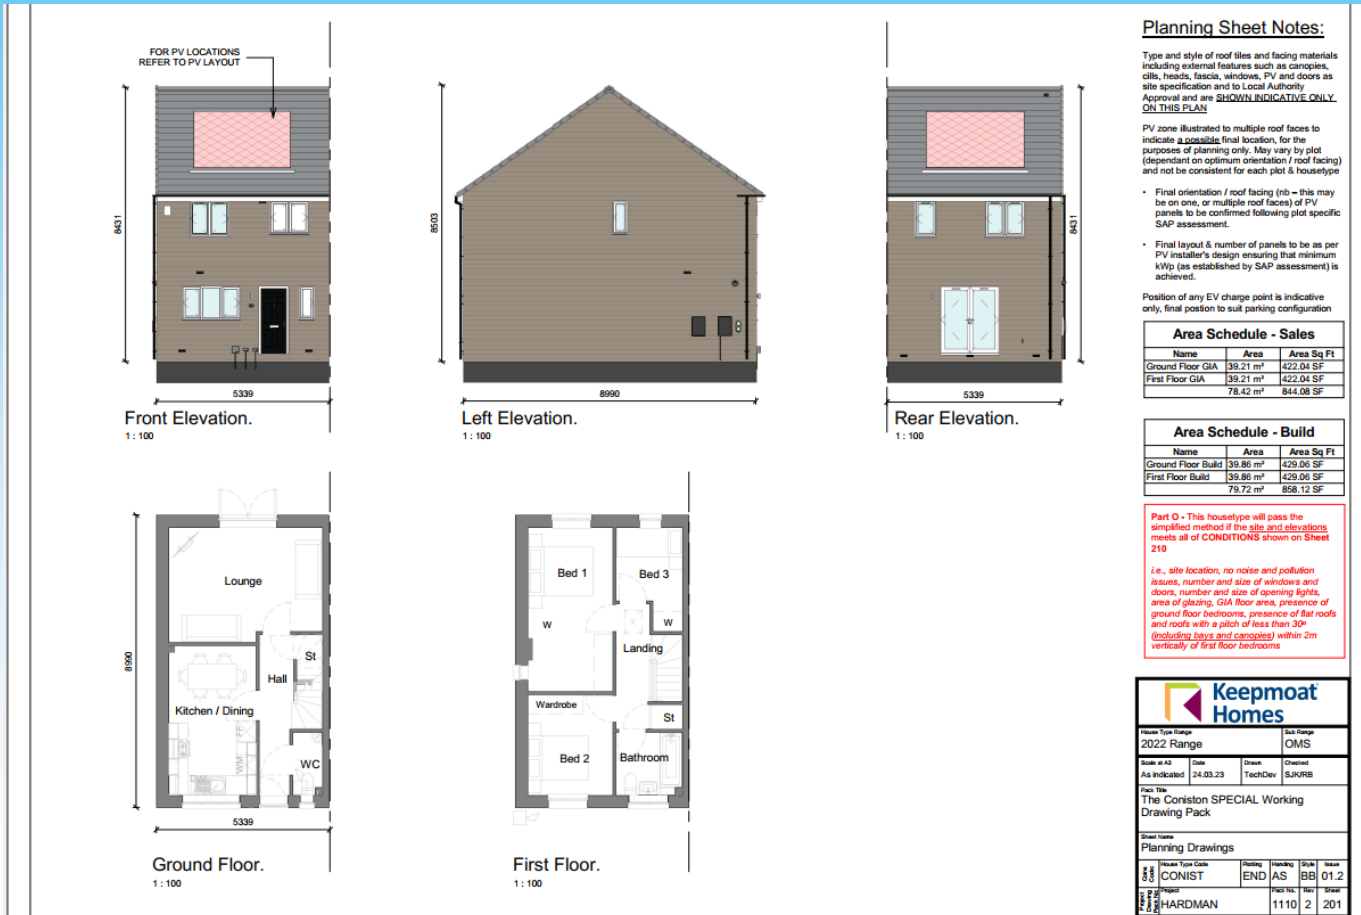 FOR PV LOCATIONS
REFER TO PV LAYOUT
8431
5339
Front Elevation.
1 : 100
8503
8990
Left Elevation.
1 : 100
8431
5339
Rear Elevation.
1 : 100
Lounge
St
Hall
Kitchen / Dining
FF
WM
WC
8990
5339
Ground Floor.
1 : 100
Bed 1
Bed 3
W
W
Landing
Wardrobe
St
Bed 2
Bathroom
First Floor.
1 : 100
Planning Sheet Notes:
Type and style of roof tiles and facing materials
including external features such as canopies,
cills, heads, fascia, windows, PV and doors as
site specification and to Local Authority
Approval and are SHOWN INDICATIVE ONLY
ON THIS PLAN
PV zone illustrated to multiple roof faces to
indicate a possible final location, for the
purposes of planning only. May vary by plot
(dependant on optimum orientation / roof facing)
and not be consistent for each plot & housetype
• Final orientation / roof facing (nb – this may
be on one, or multiple roof faces) of PV
panels to be confirmed following plot specific
SAP assessment.
• Final layout & number of panels to be as per
PV installer's design ensuring that minimum
kWp (as established by SAP assessment) is
achieved.
Position of any EV charge point is indicative
only, final postion to suit parking configuration
Area Schedule - Sales
Name Area Area Sq Ft
Ground Floor GIA 39.21 m² 422.04 SF
First Floor GIA 39.21 m² 422.04 SF
78.42 m² 844.08 SF
Area Schedule - Build
Name Area Area Sq Ft
Ground Floor Build 39.86 m² 429.06 SF
First Floor Build 39.86 m² 429.06 SF
79.72 m² 858.12 SF
Part O - This housetype will pass the
simplified method if the site and elevations
meets all of CONDITIONS shown on Sheet
210
i.e., site location, no noise and pollution
issues, number and size of windows and
doors, number and size of opening lights,
area of glazing, GIA floor area, presence of
ground floor bedrooms, presence of flat roofs
and roofs with a pitch of less than 30º
(including bays and canopies) within 2m
vertically of first floor bedrooms
Keepmoat
Homes
House Type Range Sub Range
2022 Range OMS
Scale at A3 Date Drawn Checked
As indicated 24.03.23 TechDev SJK/RB
Pack Title
The Coniston SPECIAL Working
Drawing Pack
Sheet Name
Planning Drawings
House Type Code Plotting Handing Style Issue
CONIST END AS BB 01.2
Project Pack No. Rev Sheet
HARDMAN 1110 2 201